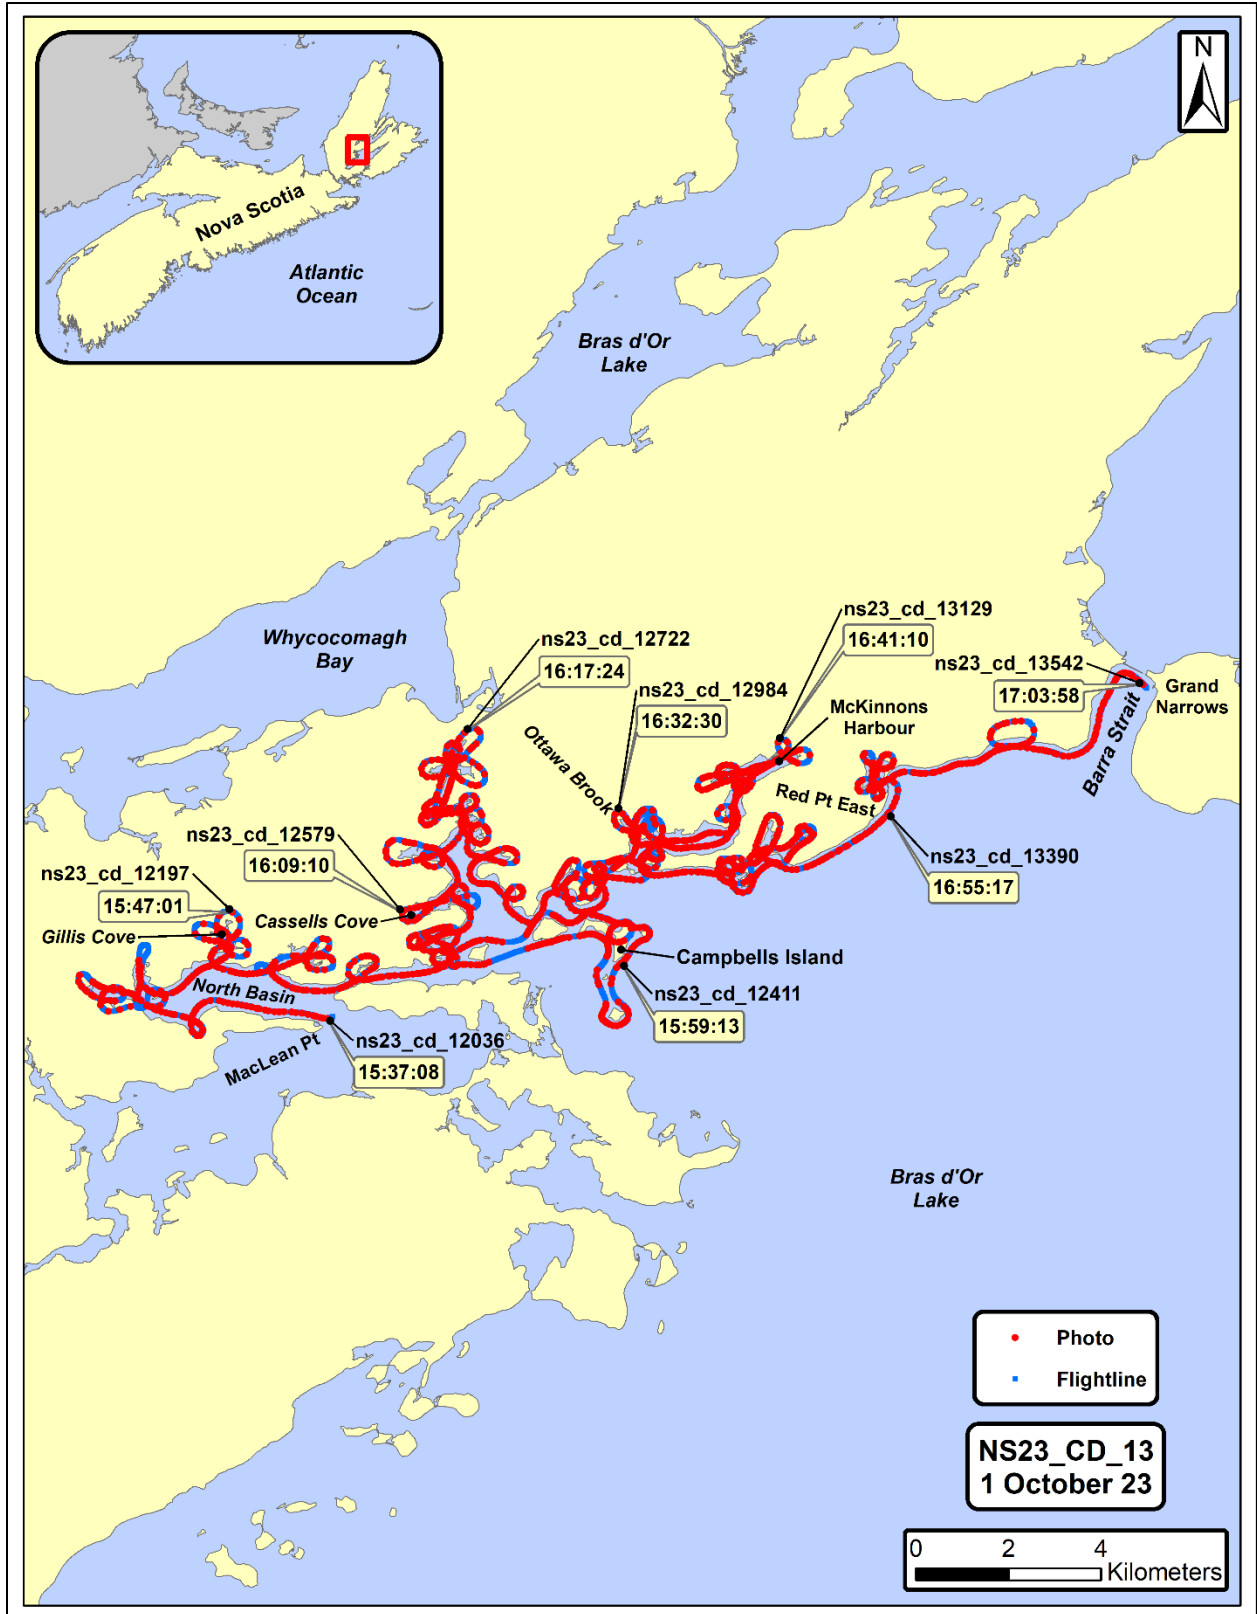 N
Nova Scotia
Atlantic
Ocean
Bras d'Or
Lake
Whycocomagh
Bay
ns23_cd_12722
16:17:24
ns23_cd_13129
16:41:10
ns23_cd_12984
16:32:30
McKinnons
Harbour
ns23_cd_13542
17:03:58
Grand
Narrows
Barra Strait
Ottawa Brook
Red Pt East
ns23_cd_12579
16:09:10
ns23_cd_13390
16:55:17
ns23_cd_12197
15:47:01
Gillis Cove
Cassells Cove
Campbells Island
North Basin
ns23_cd_12411
15:59:13
MacLean Pt
ns23_cd_12036
15:37:08
Bras d'Or
Lake
Photo
Flightline
NS23_CD_13
1 October 23
0 2 4
Kilometers